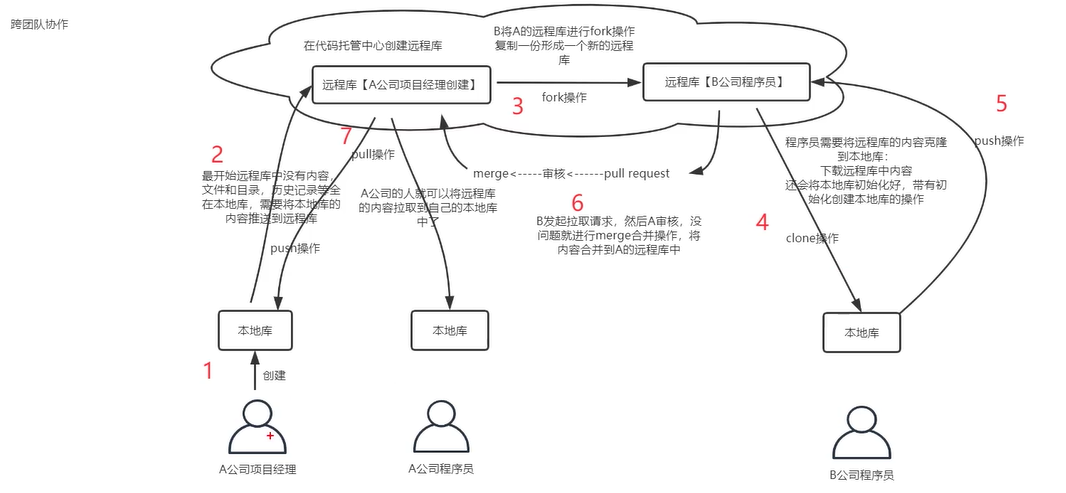 跨团队协作
在代码托管中心创建远程库
B将A的远程库进行fork操作
复制一份形成一个新的远程
库
远程库【A公司项目经理创建】
3
fork操作
远程库【B公司程序员】
5
push操作
7
pull操作
2
最开始远程库中没有内容，
文件和目录，历史记录等全
在本地库，需要将本地库的
内容推送到远程库
push操作
A公司的人就可以将远程库
的内容拉取到自己的本地库
中了
merge<-----审核<------pull request
6
B发起拉取请求，然后A审核，没
问题就进行merge合并操作，将
内容合并到A的远程库中
程序员需要将远程库的内容克隆
到本地库：
下载远程库中内容
还会将本地库初始化好，带有初
始化创建本地库的操作
4
clone操作
本地库
本地库
本地库
1
创建
A公司项目经理
A公司程序员
B公司程序员